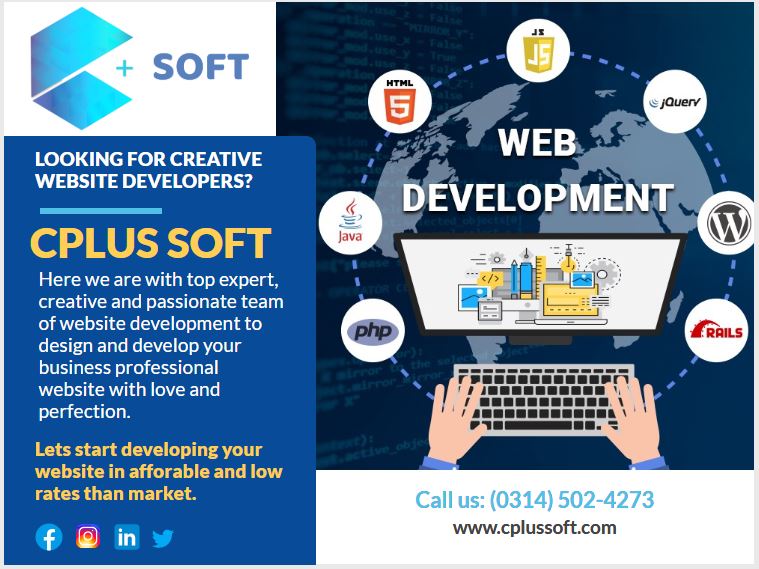 + SOFT
LOOKING FOR CREATIVE
WEBSITE DEVELOPERS?
CPLUS SOFT
Here we are with top expert,
creative and passionate team
of website development to
design and develop your
business professional
website with love and
perfection.
Lets start developing your
website in afforable and low
rates than market.
JS
JS
HTML
5
jQuery
WEB
DEVELOPMENT
Java
php
RAILS
Call us: (0314) 502-4273
www.cplussoft.com